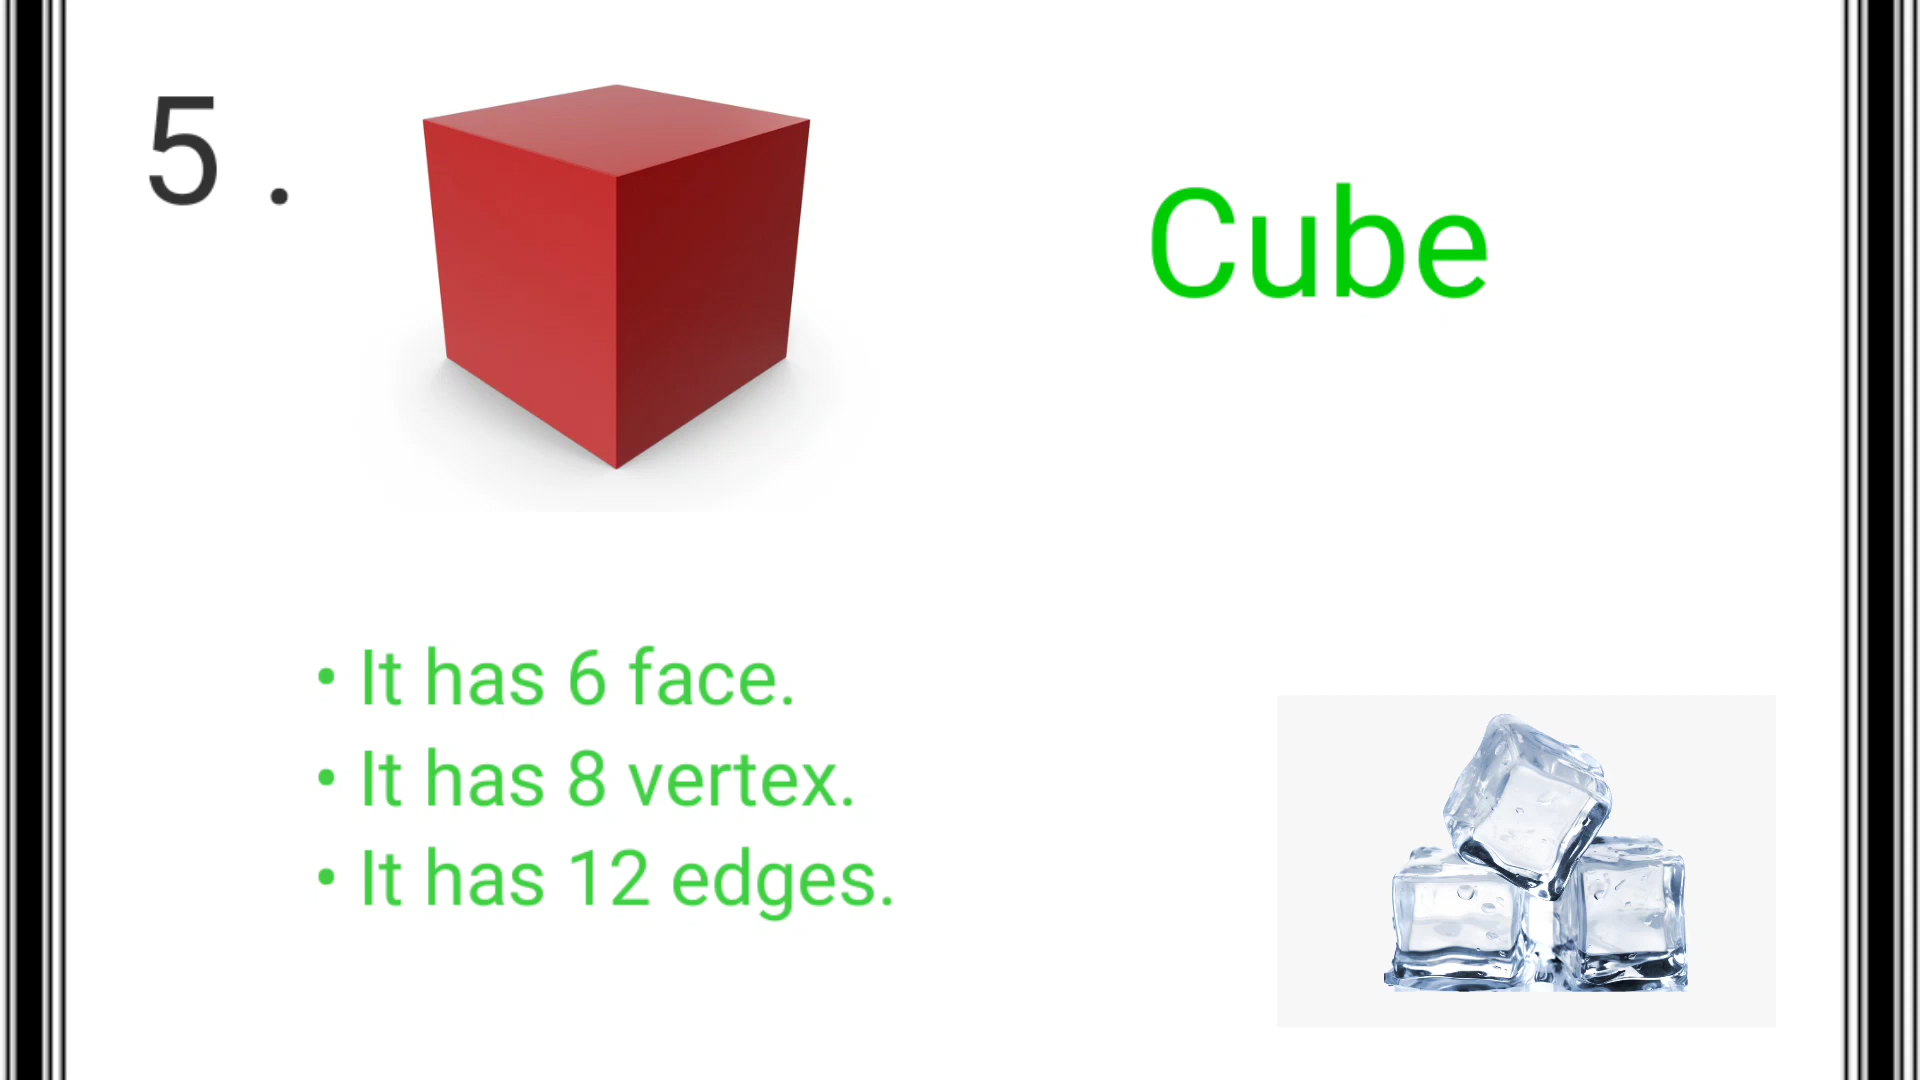 5 .
Cube
• It has 6 face.
• It has 8 vertex.
• It has 12 edges.